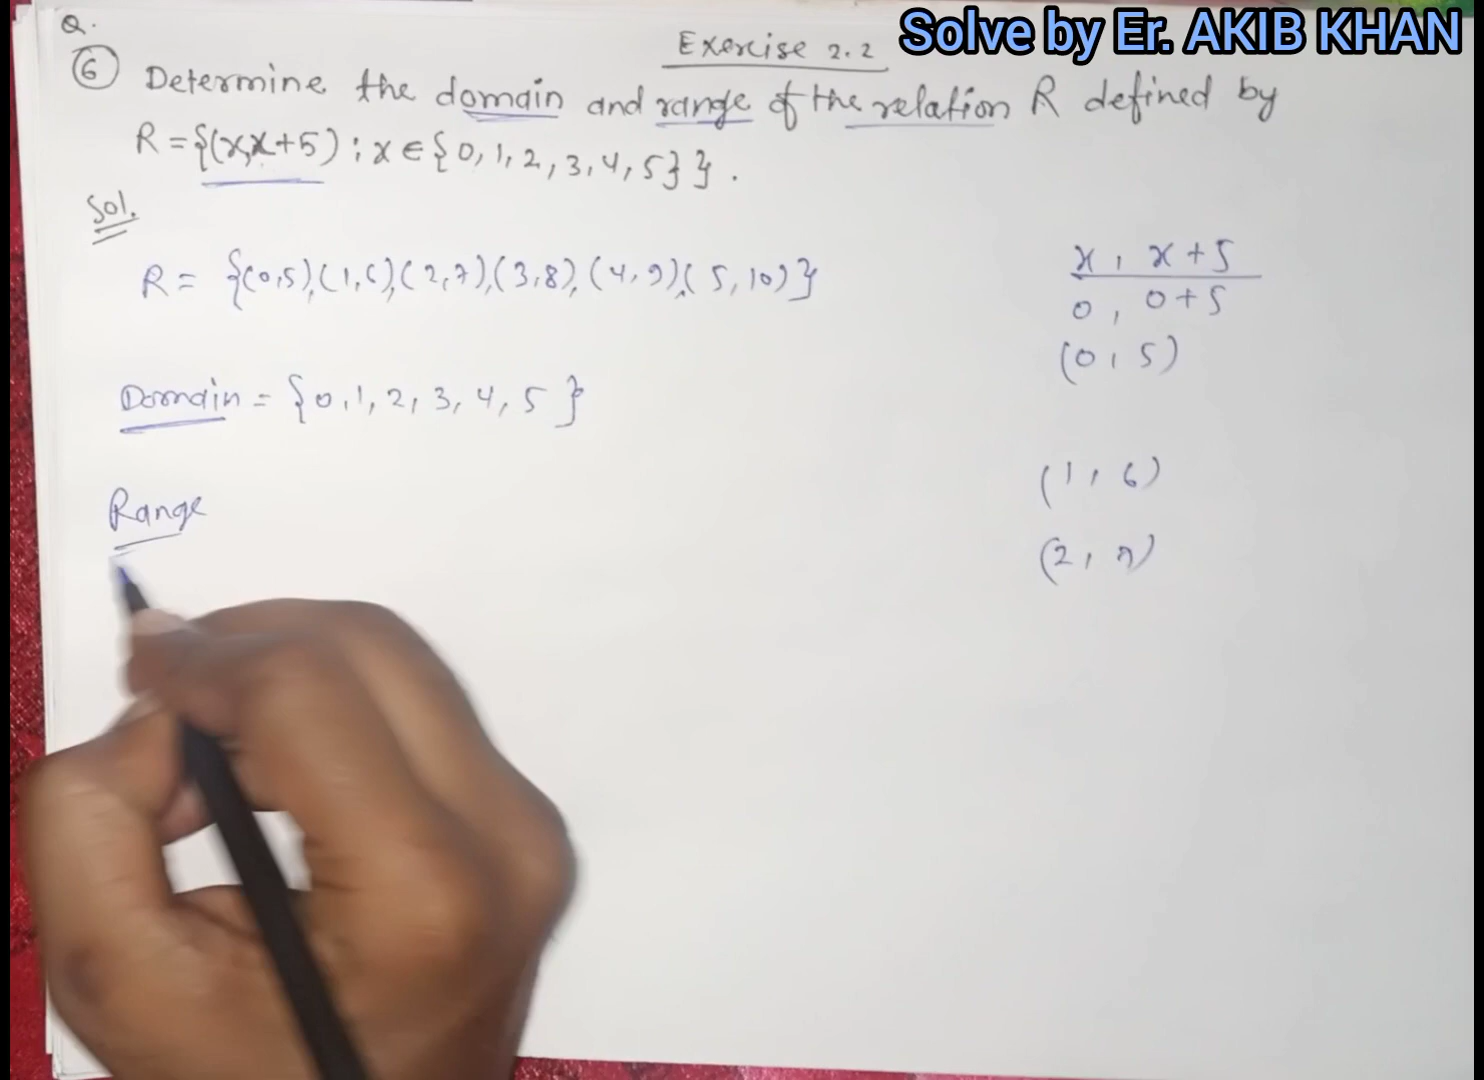 Q.
Exercise 2.2
Solve by Er. AKIB KHAN
⑥ Determine the domain and range of the relation R defined by
R = {(x,x+5) : x ∈ {0,1,2,3,4,5} }.
Sol.
R = {(0,5),(1,6),(2,7),(3,8),(4,9),(5,10)}
x, x+5
0, 0+5
(0,5)
Domain = {0,1,2,3,4,5}
(1,6)
Range
(2,7)